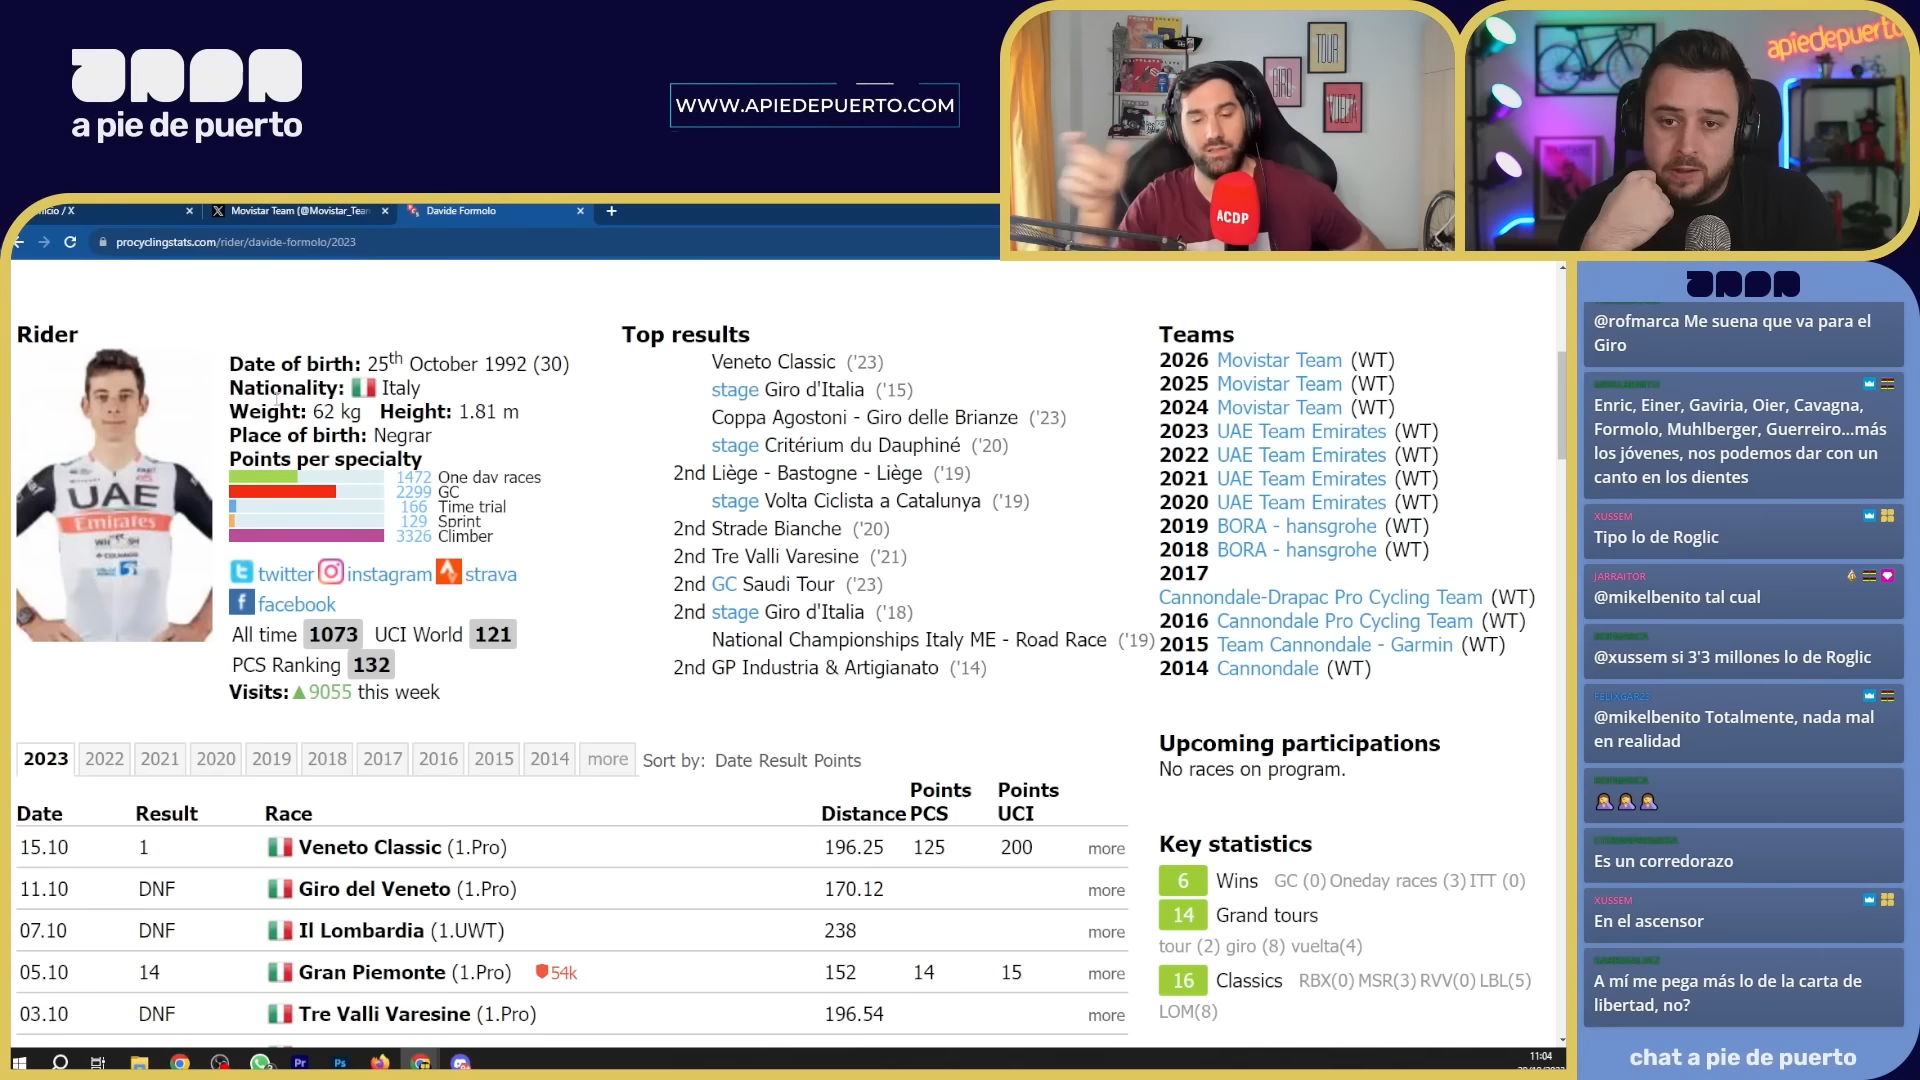 a pie de puerto
WWW.APIEDEPUERTO.COM
TOUR
GIRO
VUELTA
ACDP
apiedepuerto
Movistar Team (@Movistar_Tean
Davide Formolo
procyclingstats.com/rider/davide-formolo/2023
Rider
UAE
Emirates
Date of birth: 25th October 1992 (30)
Nationality: Italy
Weight: 62 kg Height: 1.81 m
Place of birth: Negrar
Points per specialty
1472 One day races
2299 GC
166 Time trial
129 Sprint
3326 Climber
twitter instagram strava
facebook
All time 1073 UCI World 121
PCS Ranking 132
Visits: ▲9055 this week
Top results
Veneto Classic ('23)
stage Giro d'Italia ('15)
Coppa Agostoni - Giro delle Brianze ('23)
stage Critérium du Dauphiné ('20)
2nd Liège - Bastogne - Liège ('19)
stage Volta Ciclista a Catalunya ('19)
2nd Strade Bianche ('20)
2nd Tre Valli Varesine ('21)
2nd GC Saudi Tour ('23)
2nd stage Giro d'Italia ('18)
National Championships Italy ME - Road Race ('19)
2nd GP Industria & Artigianato ('14)
Teams
2026 Movistar Team (WT)
2025 Movistar Team (WT)
2024 Movistar Team (WT)
2023 UAE Team Emirates (WT)
2022 UAE Team Emirates (WT)
2021 UAE Team Emirates (WT)
2020 UAE Team Emirates (WT)
2019 BORA - hansgrohe (WT)
2018 BORA - hansgrohe (WT)
2017
Cannondale-Drapac Pro Cycling Team (WT)
2016 Cannondale Pro Cycling Team (WT)
2015 Team Cannondale - Garmin (WT)
2014 Cannondale (WT)
2023 2022 2021 2020 2019 2018 2017 2016 2015 2014 more Sort by: Date Result Points
Date Result Race Distance Points PCS Points UCI
15.10 1 Veneto Classic (1.Pro) 196.25 125 200 more
11.10 DNF Giro del Veneto (1.Pro) 170.12 more
07.10 DNF Il Lombardia (1.UWT) 238 more
05.10 14 Gran Piemonte (1.Pro) 54k 152 14 15 more
03.10 DNF Tre Valli Varesine (1.Pro) 196.54 more
Upcoming participations
No races on program.
Key statistics
6 Wins GC (0) Oneday races (3) ITT (0)
14 Grand tours
tour (2) giro (8) vuelta(4)
16 Classics RBX(0) MSR(3) RVV(0) LBL(5)
LOM(8)
Pr
Ps
11:04
@rofmarca Me suena que va para el
Giro
Enric, Einer, Gaviria, Oier, Cavagna,
Formolo, Muhlberger, Guerreiro...más
los jóvenes, nos podemos dar con un
canto en los dientes
XUSSEM
Tipo lo de Roglic
JARRAITOR
@mikelbenito tal cual
@xussem si 3'3 millones lo de Roglic
@mikelbenito Totalmente, nada mal
en realidad
Es un corredorazo
XUSSEM
En el ascensor
A mí me pega más lo de la carta de
libertad, no?
chat a pie de puerto